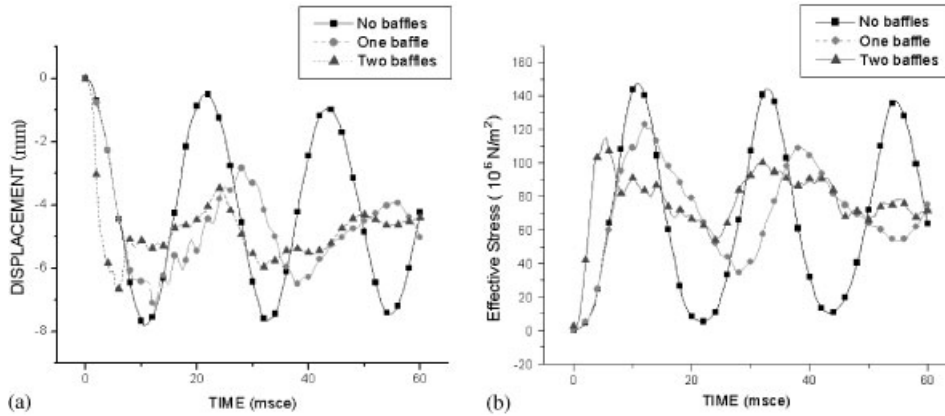 No baffles
One baffle
Two baffles
0
-2
-4
-6
-8
DISPLACEMENT (mm)
0
20
40
60
TIME (msce)
(a)
No baffles
One baffle
Two baffles
160
140
120
100
80
60
40
20
0
-20
Effective Stress ( 10⁶ N/m²)
0
20
40
60
TIME (msce)
(b)